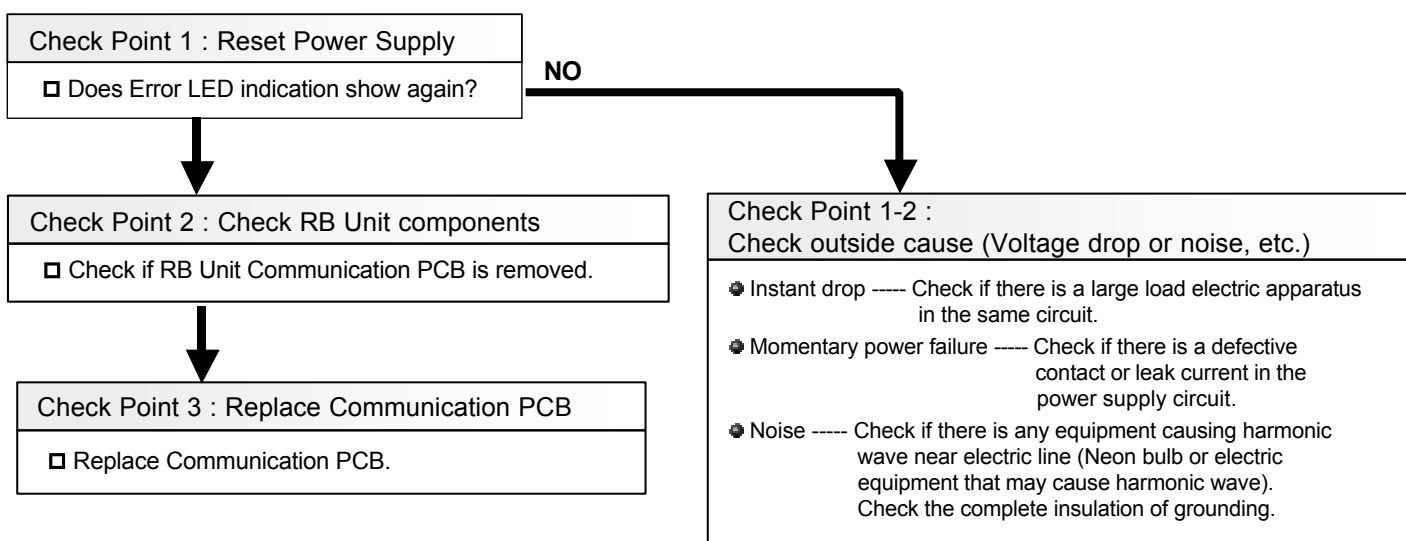 Check Point 1 : Reset Power Supply
Does Error LED indication show again?
NO
Check Point 2 : Check RB Unit components
Check if RB Unit Communication PCB is removed.
Check Point 3 : Replace Communication PCB
Replace Communication PCB.
Check Point 1-2 :
Check outside cause (Voltage drop or noise, etc.)
Instant drop ----- Check if there is a large load electric apparatus
in the same circuit.
Momentary power failure ----- Check if there is a defective
contact or leak current in the
power supply circuit.
Noise ----- Check if there is any equipment causing harmonic
wave near electric line (Neon bulb or electric
equipment that may cause harmonic wave).
Check the complete insulation of grounding.